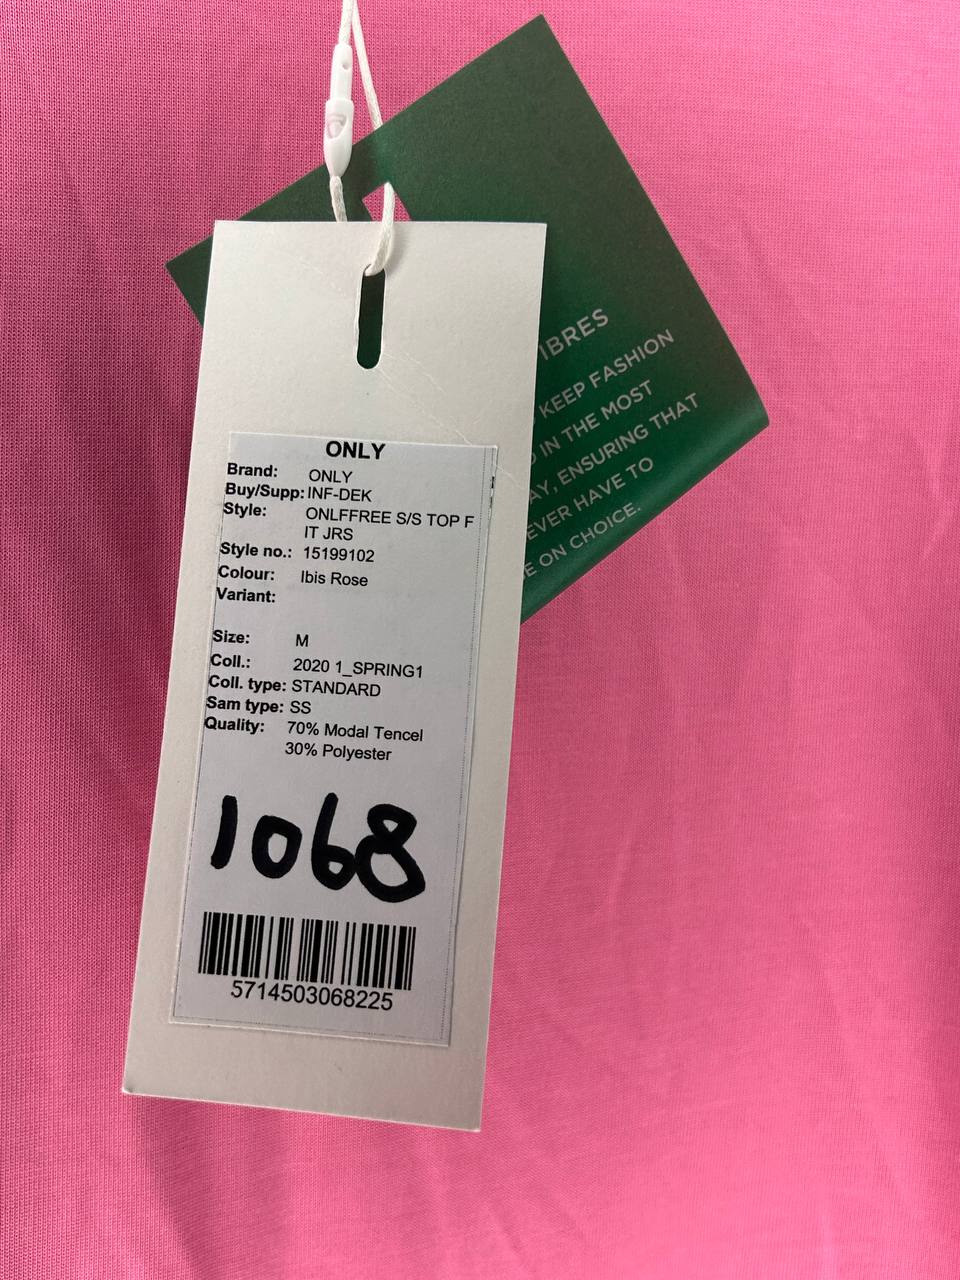 ONLY
Brand: ONLY
Buy/Supp: INF-DEK
Style: ONLFFREE S/S TOP F
IT JRS
Style no.: 15199102
Colour: Ibis Rose
Variant:
Size: M
Coll.: 2020 1_SPRING1
Coll. type: STANDARD
Sam type: SS
Quality: 70% Modal Tencel
30% Polyester
1068
5714503068225
IBRES
KEEP FASHION
IN THE MOST
AY, ENSURING THAT
EVER HAVE TO
E ON CHOICE.